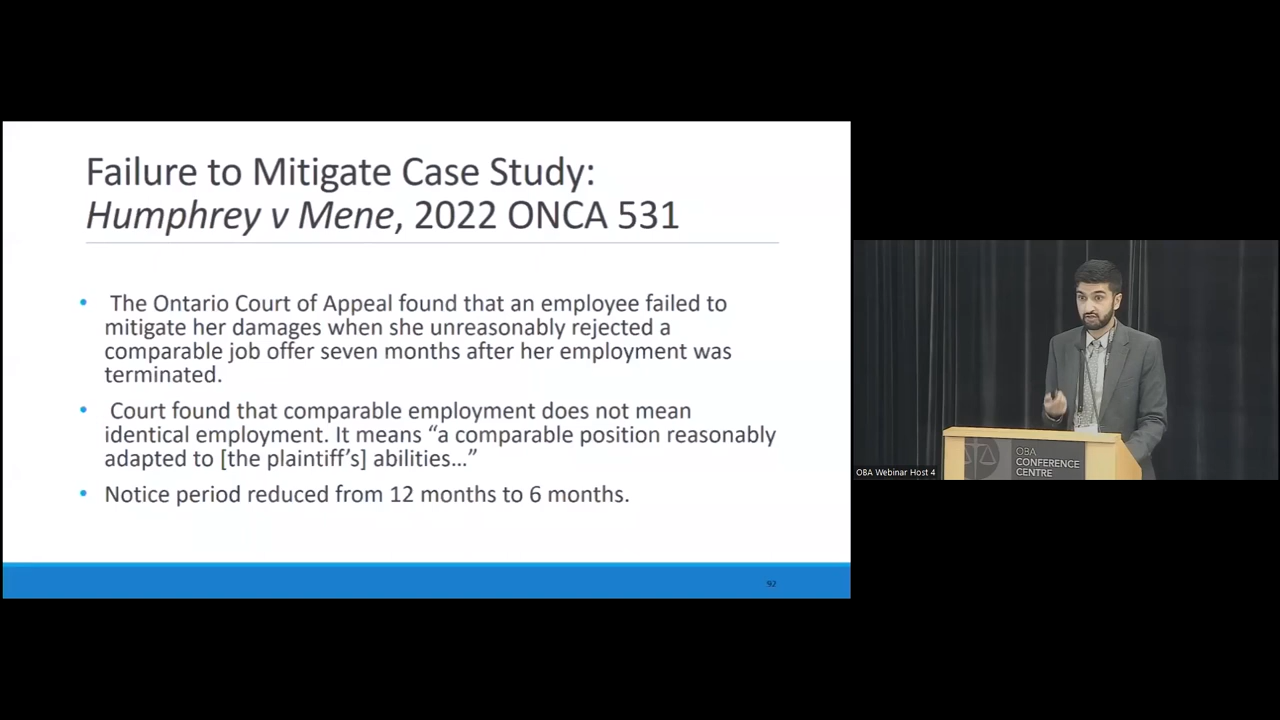 Failure to Mitigate Case Study:
Humphrey v Mene, 2022 ONCA 531
• The Ontario Court of Appeal found that an employee failed to
mitigate her damages when she unreasonably rejected a
comparable job offer seven months after her employment was
terminated.
• Court found that comparable employment does not mean
identical employment. It means “a comparable position reasonably
adapted to [the plaintiff’s] abilities…”
• Notice period reduced from 12 months to 6 months.
92
OBA
CONFERENCE
CENTRE
OBA Webinar Host 4